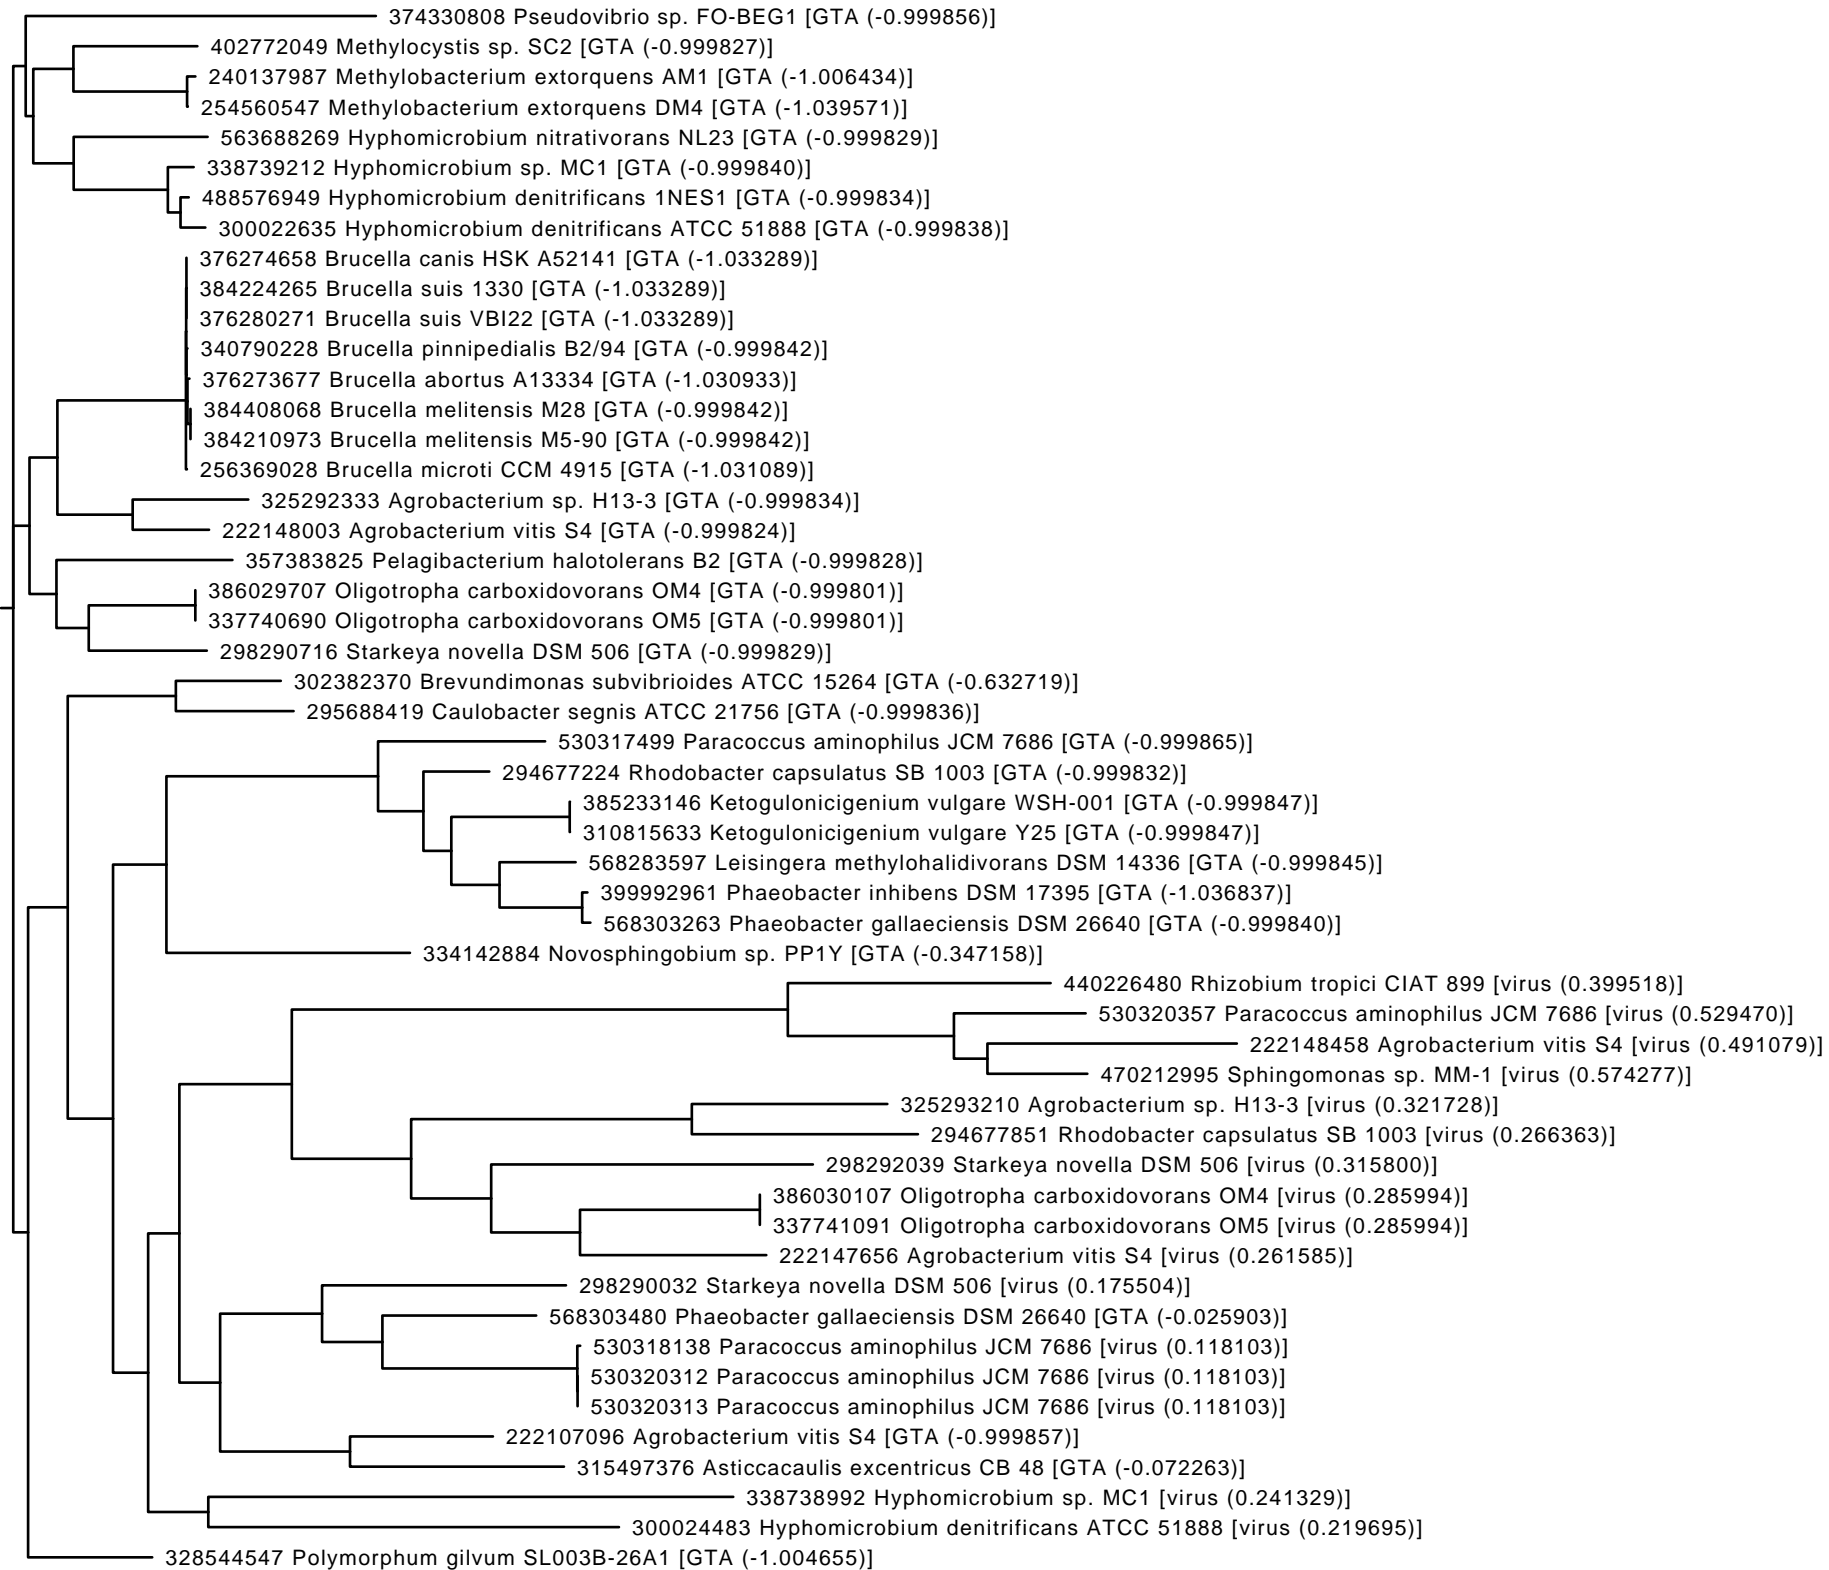 374330808 Pseudovibrio sp. FO-BEG1 [GTA (-0.999856)]
402772049 Methylocystis sp. SC2 [GTA (-0.999827)]
240137987 Methylobacterium extorquens AM1 [GTA (-1.006434)]
254560547 Methylobacterium extorquens DM4 [GTA (-1.039571)]
563688269 Hyphomicrobium nitrativorans NL23 [GTA (-0.999829)]
338739212 Hyphomicrobium sp. MC1 [GTA (-0.999840)]
488576949 Hyphomicrobium denitrificans 1NES1 [GTA (-0.999834)]
300022635 Hyphomicrobium denitrificans ATCC 51888 [GTA (-0.999838)]
376274658 Brucella canis HSK A52141 [GTA (-1.033289)]
384224265 Brucella suis 1330 [GTA (-1.033289)]
376280271 Brucella suis VBI22 [GTA (-1.033289)]
340790228 Brucella pinnipedialis B2/94 [GTA (-0.999842)]
376273677 Brucella abortus A13334 [GTA (-1.030933)]
384408068 Brucella melitensis M28 [GTA (-0.999842)]
384210973 Brucella melitensis M5-90 [GTA (-0.999842)]
256369028 Brucella microti CCM 4915 [GTA (-1.031089)]
325292333 Agrobacterium sp. H13-3 [GTA (-0.999834)]
222148003 Agrobacterium vitis S4 [GTA (-0.999824)]
357383825 Pelagibacterium halotolerans B2 [GTA (-0.999828)]
386029707 Oligotropha carboxidovorans OM4 [GTA (-0.999801)]
337740690 Oligotropha carboxidovorans OM5 [GTA (-0.999801)]
298290716 Starkeya novella DSM 506 [GTA (-0.999829)]
302382370 Brevundimonas subvibrioides ATCC 15264 [GTA (-0.632719)]
295688419 Caulobacter segnis ATCC 21756 [GTA (-0.999836)]
530317499 Paracoccus aminophilus JCM 7686 [GTA (-0.999865)]
294677224 Rhodobacter capsulatus SB 1003 [GTA (-0.999832)]
385233146 Ketogulonicigenium vulgare WSH-001 [GTA (-0.999847)]
310815633 Ketogulonicigenium vulgare Y25 [GTA (-0.999847)]
568283597 Leisingera methylohalidivorans DSM 14336 [GTA (-0.999845)]
399992961 Phaeobacter inhibens DSM 17395 [GTA (-1.036837)]
568303263 Phaeobacter gallaeciensis DSM 26640 [GTA (-0.999840)]
334142884 Novosphingobium sp. PP1Y [GTA (-0.347158)]
440226480 Rhizobium tropici CIAT 899 [virus (0.399518)]
530320357 Paracoccus aminophilus JCM 7686 [virus (0.529470)]
222148458 Agrobacterium vitis S4 [virus (0.491079)]
470212995 Sphingomonas sp. MM-1 [virus (0.574277)]
325293210 Agrobacterium sp. H13-3 [virus (0.321728)]
294677851 Rhodobacter capsulatus SB 1003 [virus (0.266363)]
298292039 Starkeya novella DSM 506 [virus (0.315800)]
386030107 Oligotropha carboxidovorans OM4 [virus (0.285994)]
337741091 Oligotropha carboxidovorans OM5 [virus (0.285994)]
222147656 Agrobacterium vitis S4 [virus (0.261585)]
298290032 Starkeya novella DSM 506 [virus (0.175504)]
568303480 Phaeobacter gallaeciensis DSM 26640 [GTA (-0.025903)]
530318138 Paracoccus aminophilus JCM 7686 [virus (0.118103)]
530320312 Paracoccus aminophilus JCM 7686 [virus (0.118103)]
530320313 Paracoccus aminophilus JCM 7686 [virus (0.118103)]
222107096 Agrobacterium vitis S4 [GTA (-0.999857)]
315497376 Asticcacaulis excentricus CB 48 [GTA (-0.072263)]
338738992 Hyphomicrobium sp. MC1 [virus (0.241329)]
300024483 Hyphomicrobium denitrificans ATCC 51888 [virus (0.219695)]
328544547 Polymorphum gilvum SL003B-26A1 [GTA (-1.004655)]